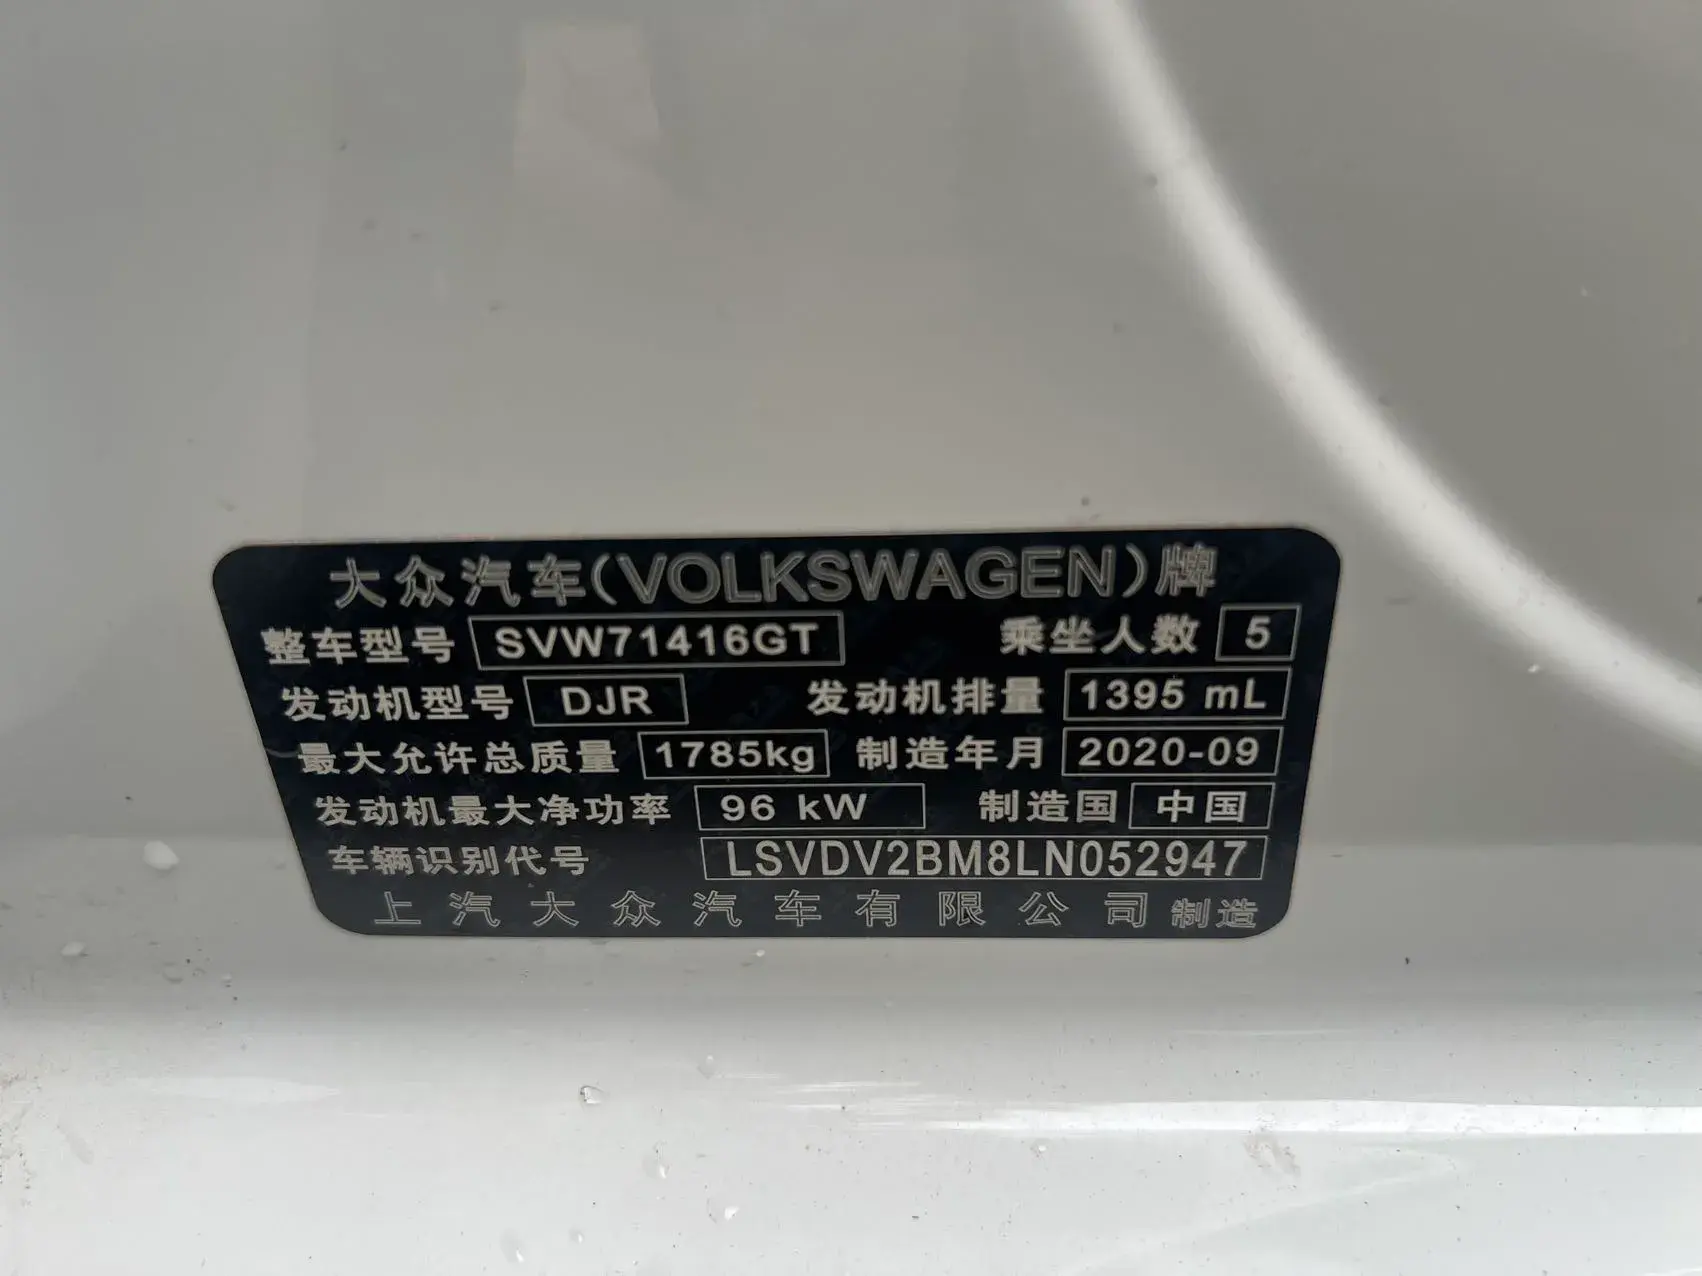 大众汽车(VOLKSWAGEN)牌
整车型号 SVW71416GT 乘坐人数 5
发动机型号 DJR 发动机排量 1395 mL
最大允许总质量 1785kg 制造年月 2020-09
发动机最大净功率 96 kW 制造国 中国
车辆识别代号 LSVDV2BM8LN052947
上汽大众汽车有限公司 制造